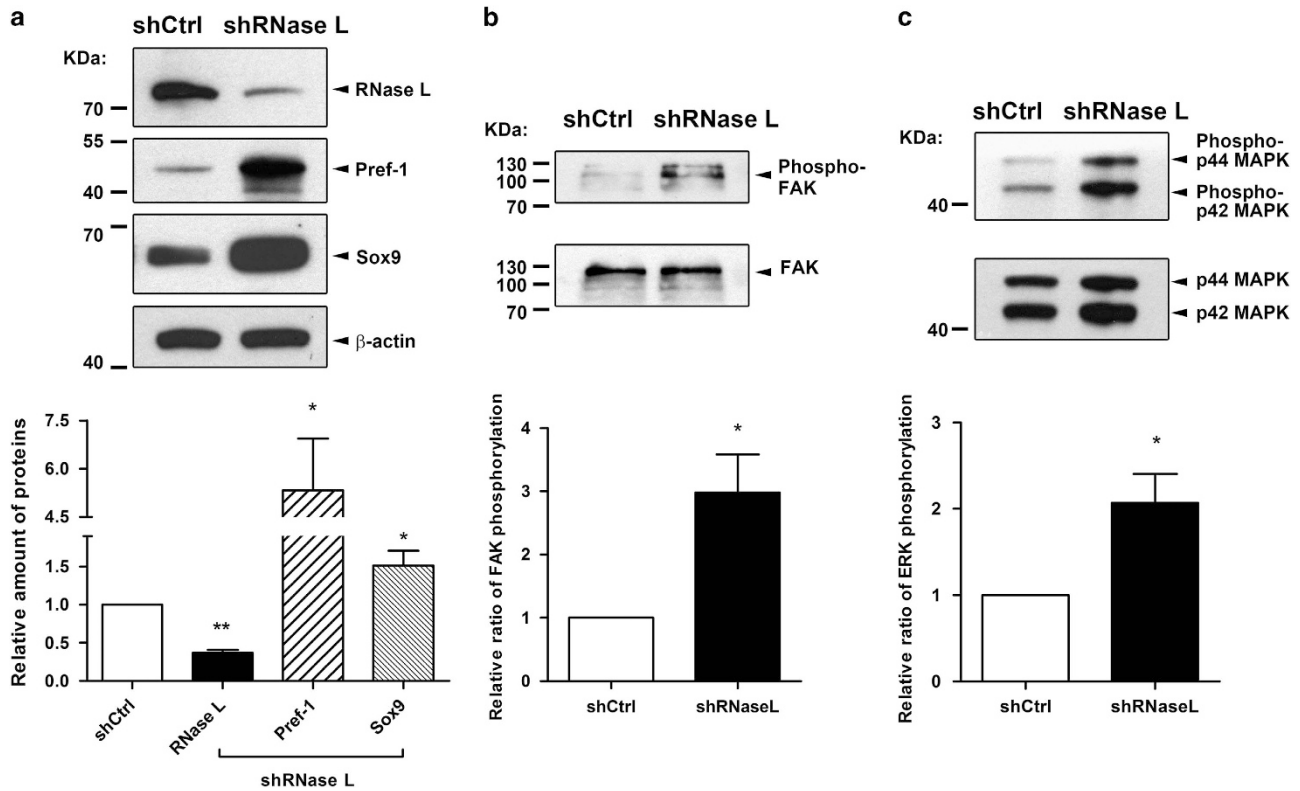 a
shCtrl shRNase L
KDa:
RNase L
70
55
Pref-1
40
70
Sox9
β-actin
40
Relative amount of proteins
7.5
6.0
4.5
1.5
1.0
0.5
0.0
*
**
*
shCtrl
RNase L
Pref-1
Sox9
shRNase L
b
shCtrl shRNase L
KDa:
130
100
70
Phospho-
FAK
130
100
70
FAK
Relative ratio of FAK phosphorylation
4
3
2
1
0
*
shCtrl
shRNaseL
c
shCtrl shRNase L
KDa:
Phospho-
p44 MAPK
Phospho-
p42 MAPK
40
p44 MAPK
p42 MAPK
40
Relative ratio of ERK phosphorylation
3
2
1
0
*
shCtrl
shRNaseL